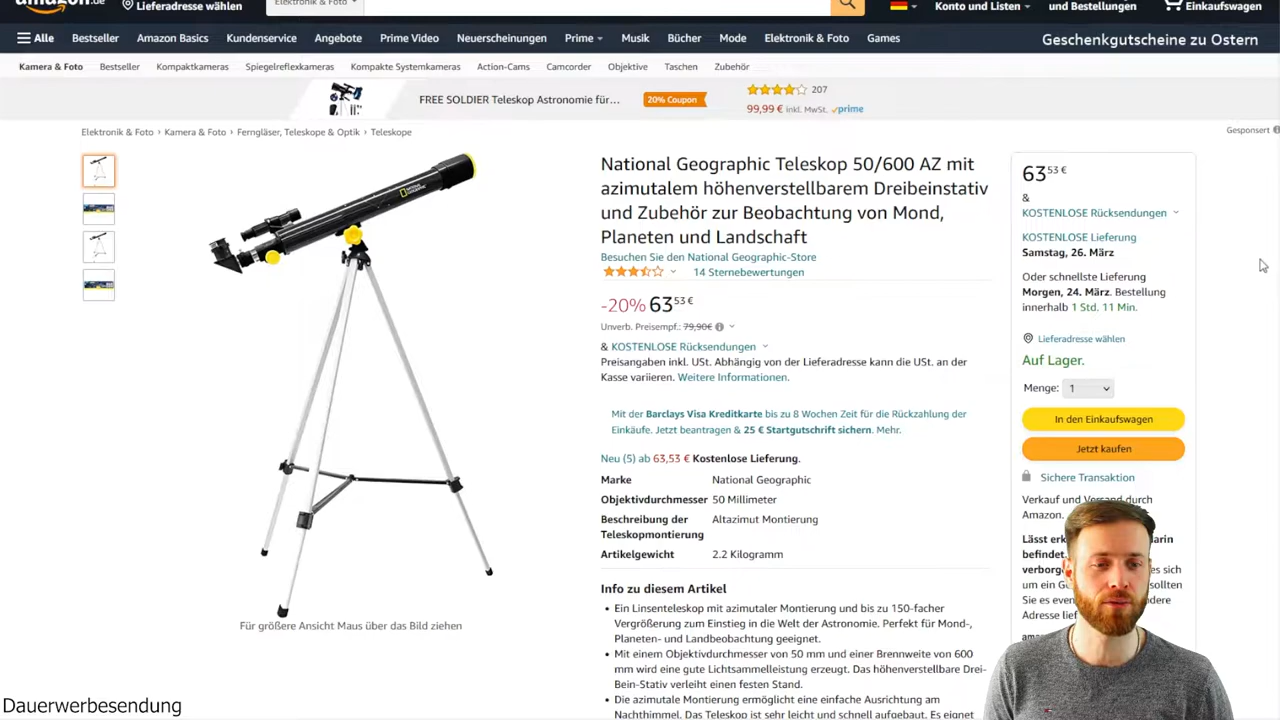 amazon.de
Lieferadresse wählen
Elektronik & Foto
Konto und Listen
und Bestellungen
Einkaufswagen
Alle
Bestseller
Amazon Basics
Kundenservice
Angebote
Prime Video
Neuerscheinungen
Prime
Musik
Bücher
Mode
Elektronik & Foto
Games
Geschenkgutscheine zu Ostern
Kamera & Foto
Bestseller
Kompaktkameras
Spiegelreflexkameras
Kompakte Systemkameras
Action-Cams
Camcorder
Objektive
Taschen
Zubehör
FREE SOLDIER Teleskop Astronomie für…
20% Coupon
207
99,99 € inkl. MwSt. prime
Gesponsert
Elektronik & Foto › Kamera & Foto › Ferngläser, Teleskope & Optik › Teleskope
NATIONAL GEOGRAPHIC
Für größere Ansicht Maus über das Bild ziehen
National Geographic Teleskop 50/600 AZ mit
azimutalem höhenverstellbarem Dreibeinstativ
und Zubehör zur Beobachtung von Mond,
Planeten und Landschaft
Besuchen Sie den National Geographic-Store
14 Sternebewertungen
-20% 63 53 €
Unverb. Preisempf.: 79,90€
& KOSTENLOSE Rücksendungen
Preisangaben inkl. USt. Abhängig von der Lieferadresse kann die USt. an der
Kasse variieren. Weitere Informationen.
Mit der Barclays Visa Kreditkarte bis zu 8 Wochen Zeit für die Rückzahlung der
Einkäufe. Jetzt beantragen & 25 € Startgutschrift sichern. Mehr.
Neu (5) ab 63,53 € Kostenlose Lieferung.
Marke National Geographic
Objektivdurchmesser 50 Millimeter
Beschreibung der Altazimut Montierung
Teleskopmontierung
Artikelgewicht 2.2 Kilogramm
Info zu diesem Artikel
• Ein Linsenteleskop mit azimutaler Montierung und bis zu 150-facher
Vergrößerung zum Einstieg in die Welt der Astronomie. Perfekt für Mond-,
Planeten- und Landbeobachtung geeignet.
• Mit einem Objektivdurchmesser von 50 mm und einer Brennweite von 600
mm wird eine gute Lichtsammelleistung erzeugt. Das höhenverstellbare Drei-
Bein-Stativ verleiht einen festen Stand.
• Die azimutale Montierung ermöglicht eine einfache Ausrichtung am
Nachthimmel. Das Teleskop ist sehr leicht und schnell aufgebaut. Es eignet
63 53 €
&
KOSTENLOSE Rücksendungen
KOSTENLOSE Lieferung
Samstag, 26. März
Oder schnellste Lieferung
Morgen, 24. März. Bestellung
innerhalb 1 Std. 11 Min.
Lieferadresse wählen
Auf Lager.
Menge: 1
In den Einkaufswagen
Jetzt kaufen
Sichere Transaktion
Verkauf und Versand durch
Amazon.
Lässt
befindet
es sich
um ein sollten
Sie es
Adresse
Dauerwerbesendung